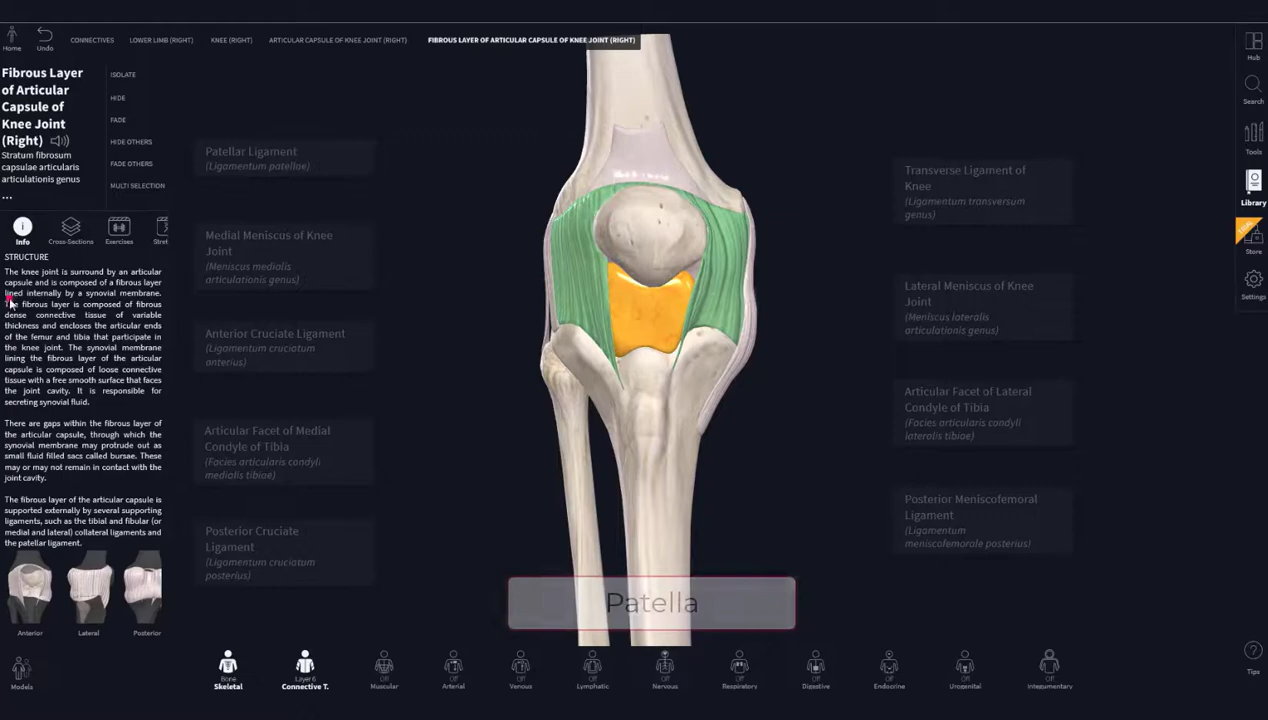 Home
Undo
CONNECTIVES
LOWER LIMB (RIGHT)
KNEE (RIGHT)
ARTICULAR CAPSULE OF KNEE JOINT (RIGHT)
FIBROUS LAYER OF ARTICULAR CAPSULE OF KNEE JOINT (RIGHT)
Fibrous Layer
of Articular
Capsule of
Knee Joint
(Right)
Stratum fibrosum
capsulae articularis
articulationis genus
...
ISOLATE
HIDE
FADE
HIDE OTHERS
FADE OTHERS
MULTI SELECTION
Info
Cross-Sections
Exercises
Stret
STRUCTURE
The knee joint is surround by an articular
capsule and is composed of a fibrous layer
lined internally by a synovial membrane.
The fibrous layer is composed of fibrous
dense connective tissue of variable
thickness and encloses the articular ends
of the femur and tibia that participate in
the knee joint. The synovial membrane
lining the fibrous layer of the articular
capsule is composed of loose connective
tissue with a free smooth surface that faces
the joint cavity. It is responsible for
secreting synovial fluid.
There are gaps within the fibrous layer of
the articular capsule, through which the
synovial membrane may protrude out as
small fluid filled sacs called bursae. These
may or may not remain in contact with the
joint cavity.
The fibrous layer of the articular capsule is
supported externally by several supporting
ligaments, such as the tibial and fibular (or
medial and lateral) collateral ligaments and
the patellar ligament.
Anterior
Lateral
Posterior
Models
Patellar Ligament
(Ligamentum patellae)
Medial Meniscus of Knee
Joint
(Meniscus medialis
articulationis genus)
Anterior Cruciate Ligament
(Ligamentum cruciatum
anterius)
Articular Facet of Medial
Condyle of Tibia
(Facies articularis condyli
medialis tibiae)
Posterior Cruciate
Ligament
(Ligamentum cruciatum
posterius)
Transverse Ligament of
Knee
(Ligamentum transversum
genus)
Lateral Meniscus of Knee
Joint
(Meniscus lateralis
articulationis genus)
Articular Facet of Lateral
Condyle of Tibia
(Facies articularis condyli
lateralis tibiae)
Posterior Meniscofemoral
Ligament
(Ligamentum
meniscofemorale posterius)
Patella
Bone
Skeletal
Layer 6
Connective T.
Off
Muscular
Off
Arterial
Off
Venous
Off
Lymphatic
Off
Nervous
Off
Respiratory
Off
Digestive
Off
Endocrine
Off
Urogenital
Off
Integumentary
Hub
Search
Tools
Library
Store
Settings
Tips